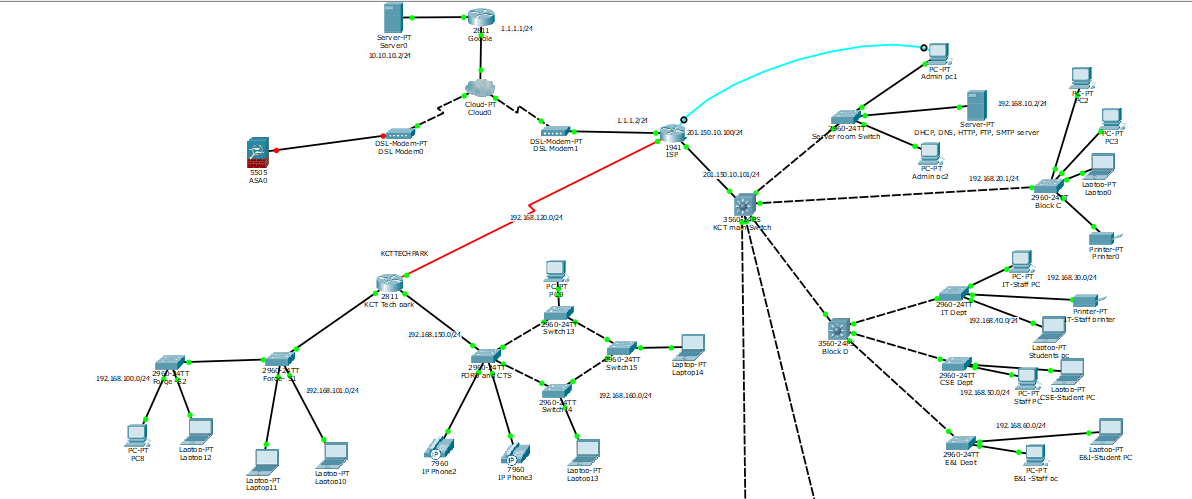 Server-PT
Server0
10.10.10.2/24
2811
Google
1.1.1.1/24
Cloud-PT
Cloud0
DSL-Modem-PT
DSL Modem0
DSL-Modem-PT
DSL Modem1
1.1.1.2/24
1941
ISP
201.150.10.100/24
5505
ASA0
PC-PT
Admin pc1
2960-24TT
Server room Switch
192.168.10.2/24
Server-PT
DHCP, DNS, HTTP, FTP, SMTP server
PC-PT
Admin pc2
PC-PT
PC2
PC-PT
PC3
Laptop-PT
Laptop0
192.168.20.1/24
2960-24TT
Block C
Printer-PT
Printer0
201.150.10.101/24
KCT main Switch
192.168.120.0/24
KCT TECH PARK
2811
KCT Tech park
PC-PT
PC9
2960-24TT
Switch13
192.168.150.0/24
2960-24TT
2960-24TT
Switch15
Laptop-PT
Laptop14
2960-24TT
192.168.160.0/24
192.168.100.0/24
2960-24TT
2960-24TT
192.168.101.0/24
PC-PT
PC8
Laptop-PT
Laptop12
Laptop-PT
Laptop11
Laptop-PT
Laptop10
7960
IP Phone2
7960
IP Phone3
Laptop-PT
Laptop13
Block D
2960-24TT
IT Dept
PC-PT
IT-Staff PC
192.168.30.0/24
Printer-PT
IT-Staff printer
192.168.40.0/24
Laptop-PT
Students pc
2960-24TT
CSE Dept
192.168.50.0/24
PC-PT
Staff PC
Laptop-PT
CSE-Student PC
192.168.60.0/24
2960-24TT
E&I Dept
Laptop-PT
E&I-Student PC
PC-PT
E&I-Staff pc